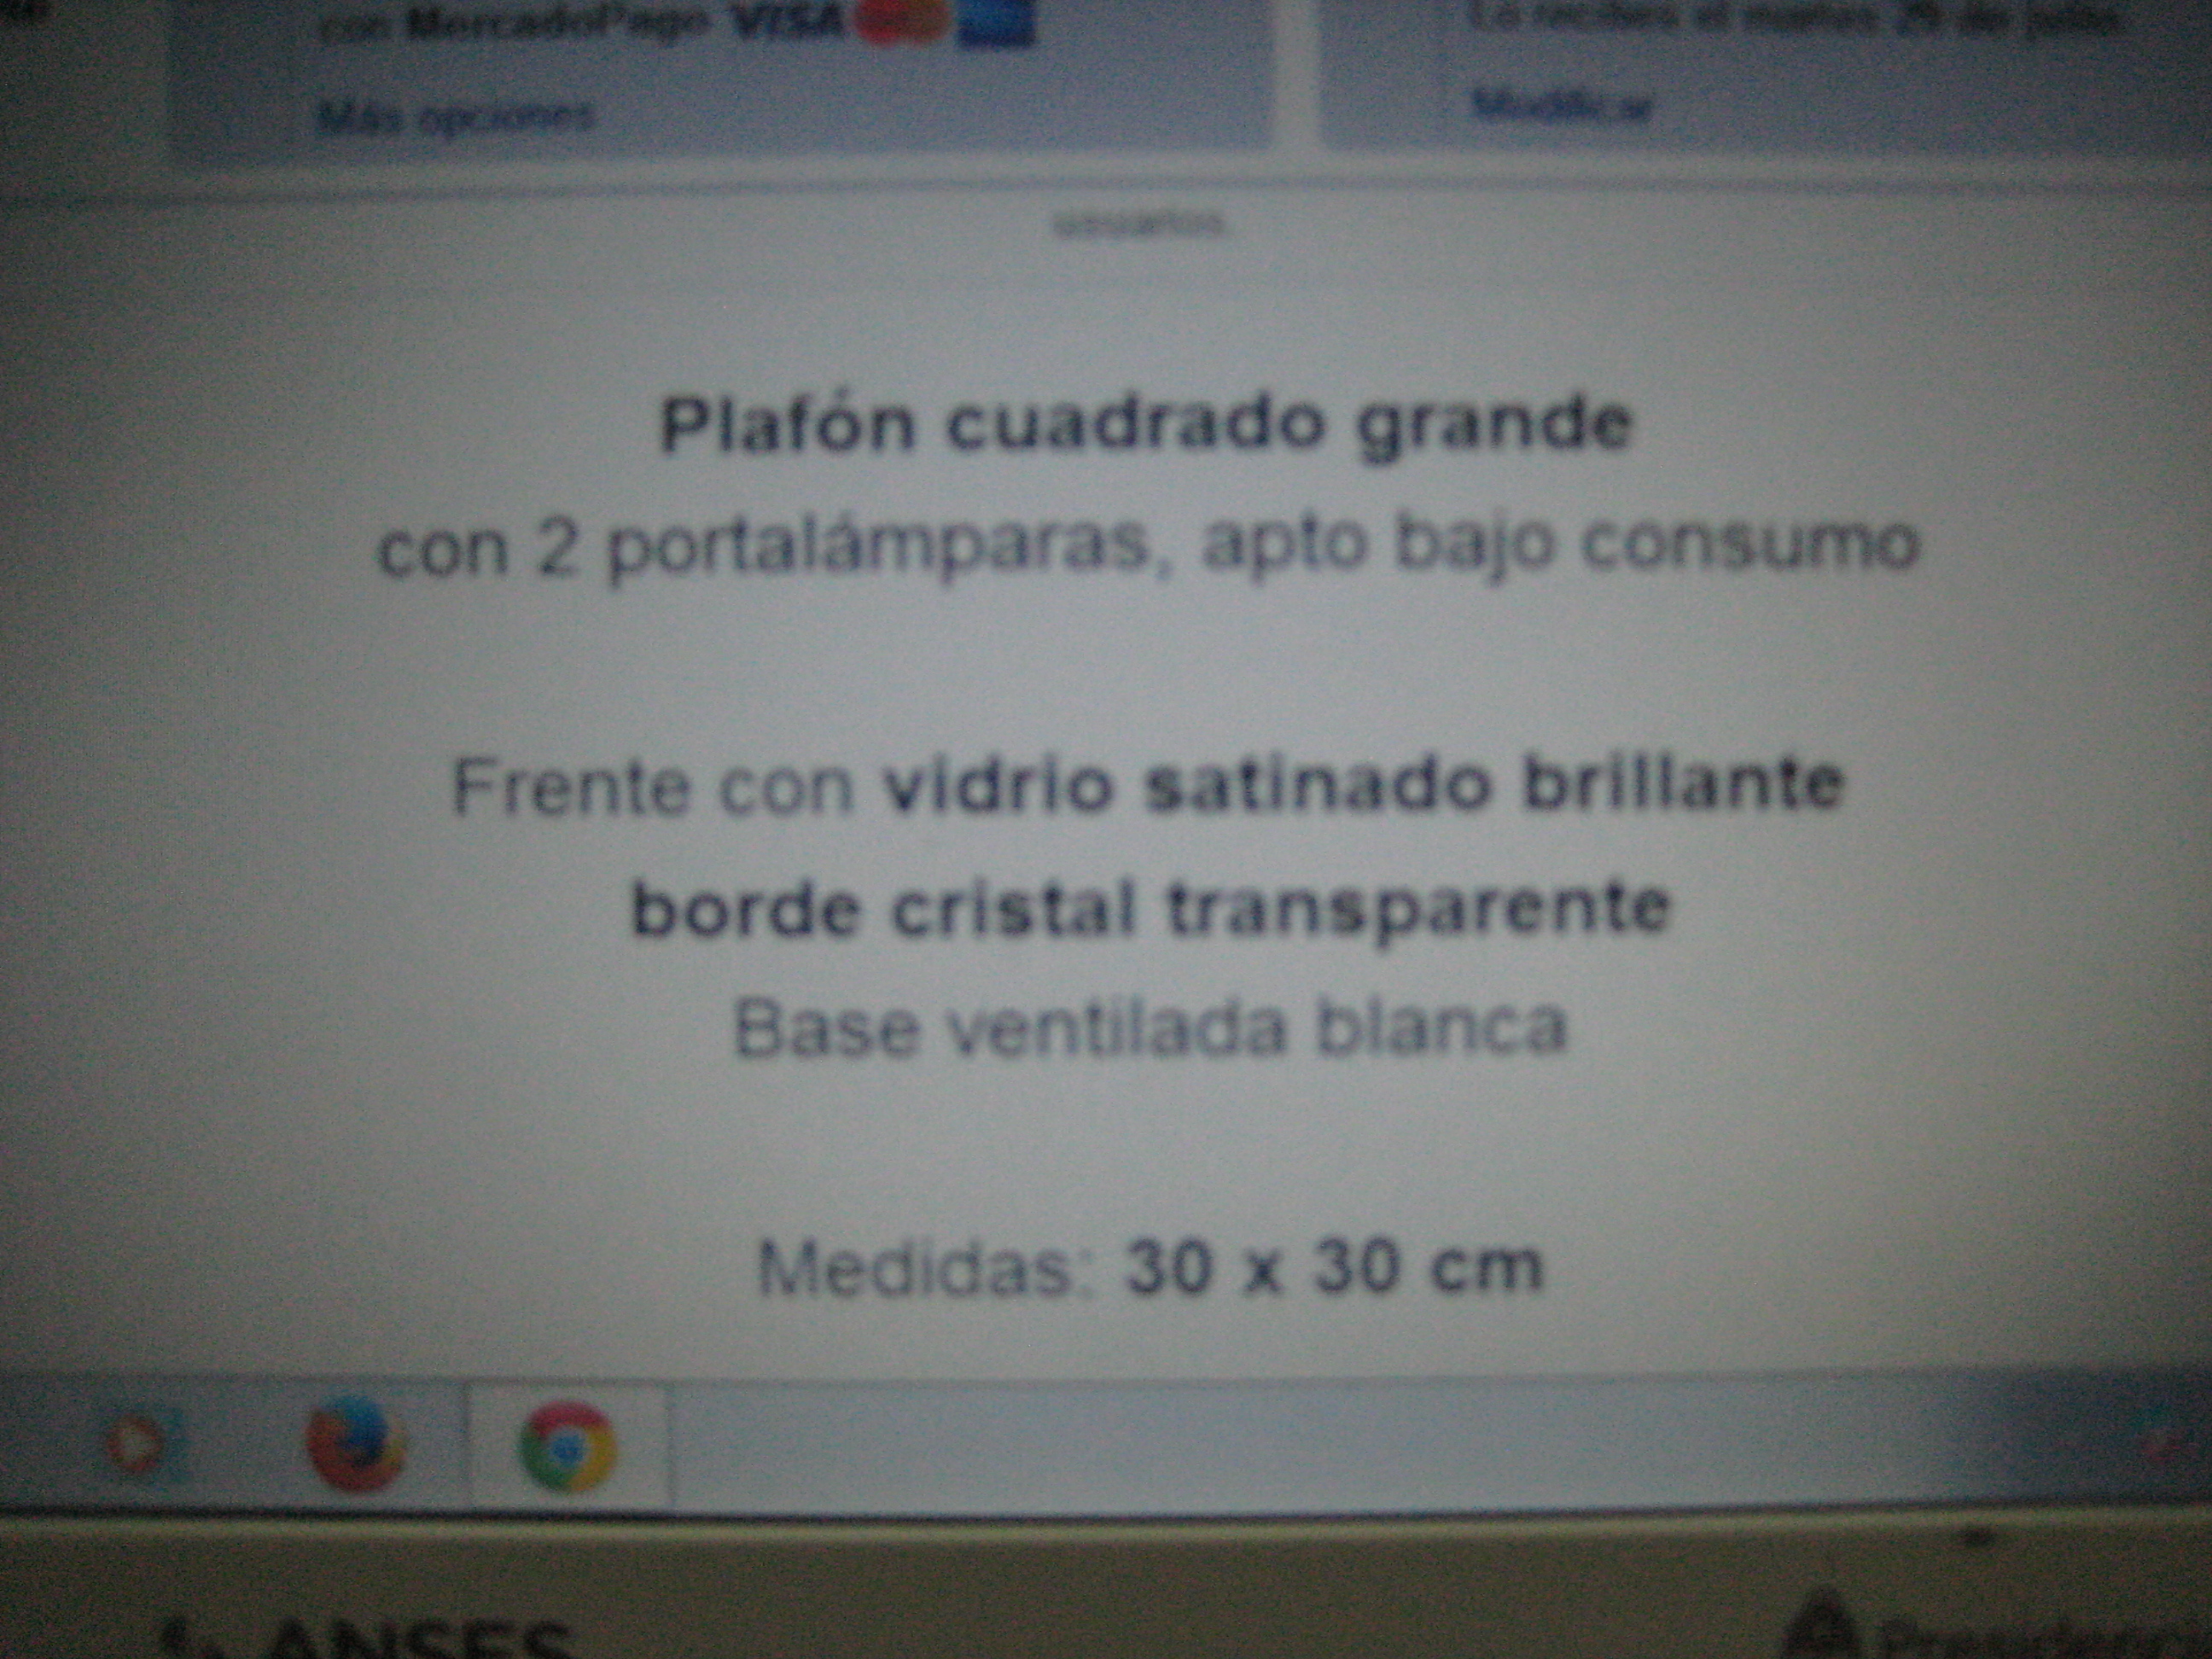 con MercadoPago VISA
Lo recibes el martes 29 de julio
Más opciones
Modificar
usuarios.
Plafón cuadrado grande
con 2 portalámparas, apto bajo consumo
Frente con vidrio satinado brillante
borde cristal transparente
Base ventilada blanca
Medidas: 30 x 30 cm
ANSES